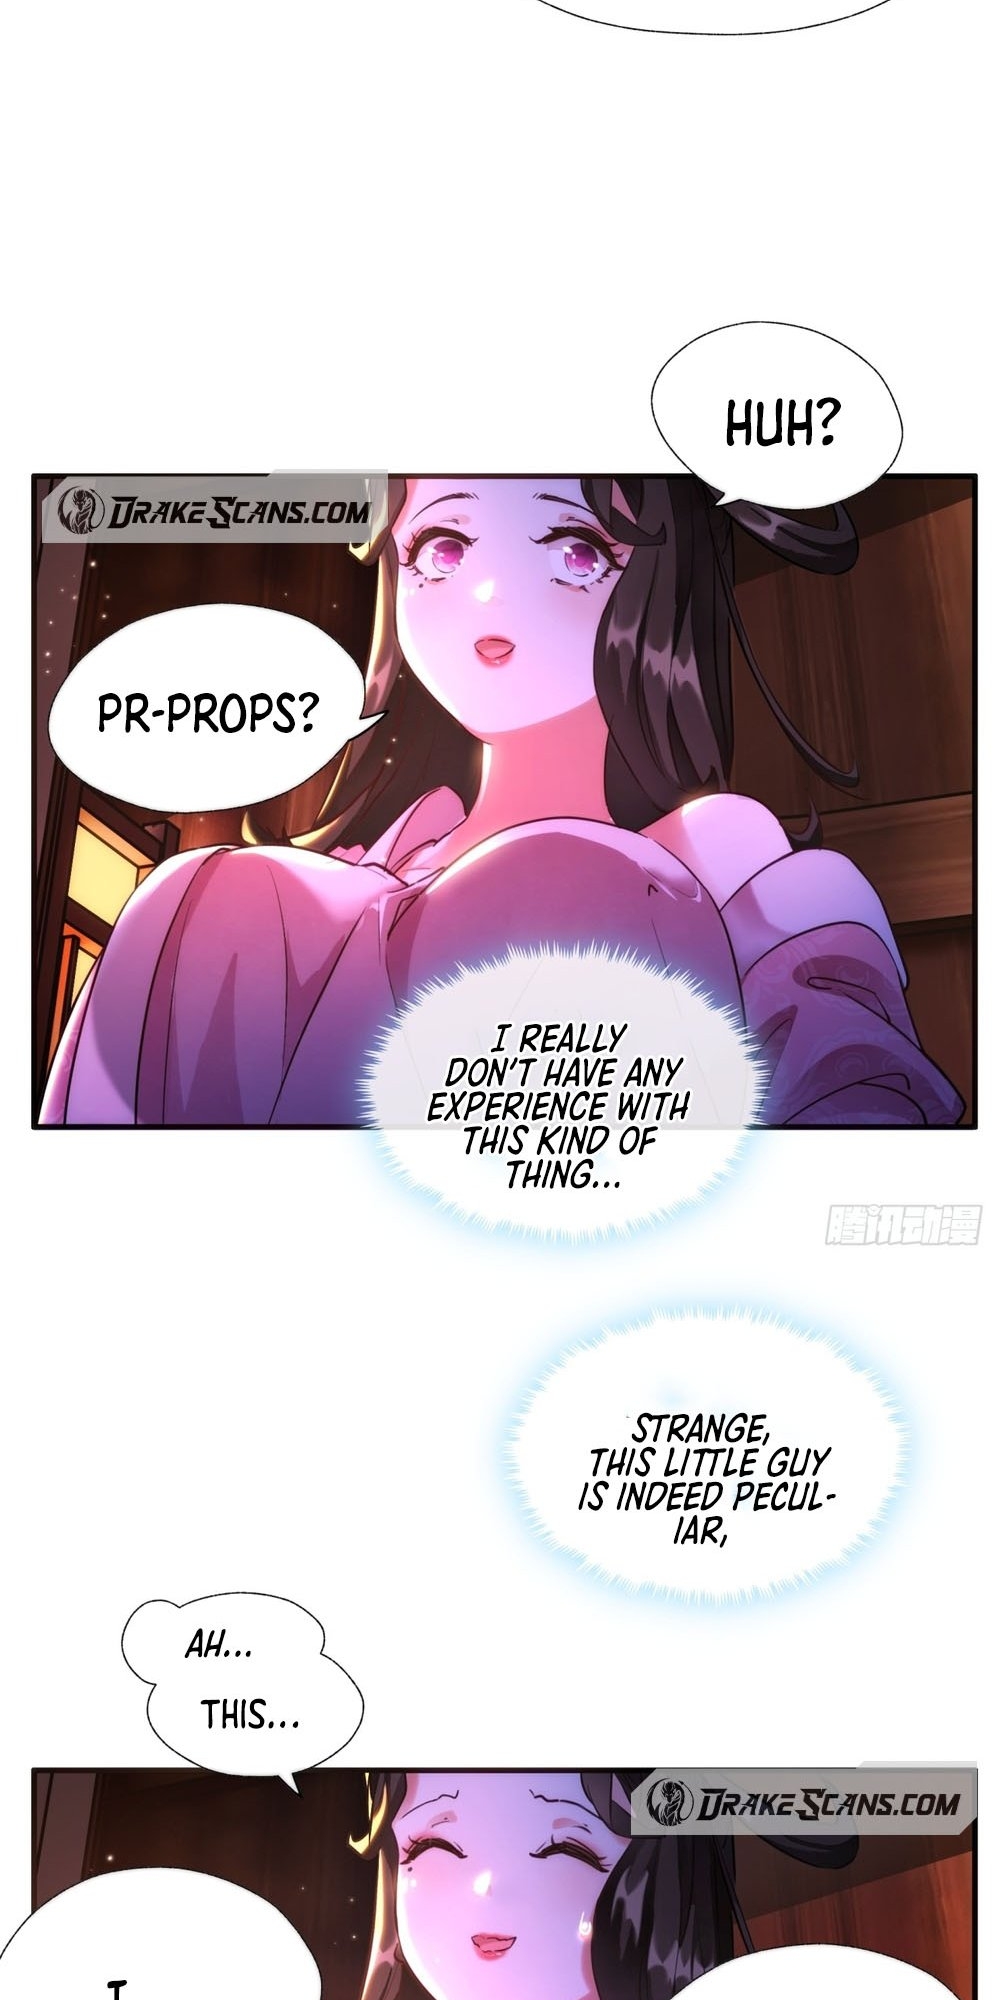 HUH?
DRAKESCANS.COM
PR-PROPS?
I REALLY
DON'T HAVE ANY
EXPERIENCE WITH
THIS KIND OF
THING...
腾讯动漫
STRANGE,
THIS LITTLE GUY
IS INDEED PECUL-
IAR,
AH...
THIS...
DRAKESCANS.COM
I